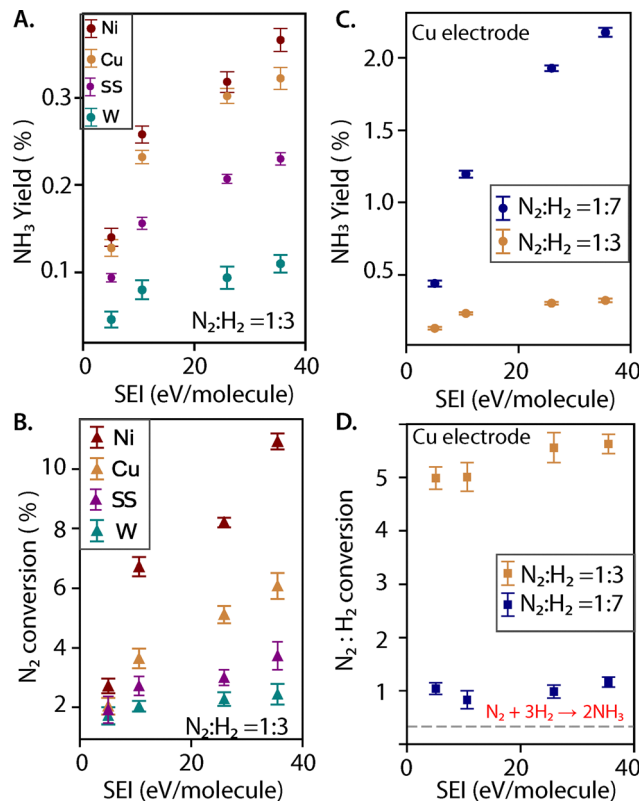 A.
Ni
Cu
SS
W
0.3
0.2
0.1
NH₃ Yield (%)
N₂:H₂ =1:3
0
20
40
SEI (eV/molecule)
C.
Cu electrode
2.0
1.5
1.0
0.5
NH₃ Yield (%)
N₂:H₂ =1:7
N₂:H₂ =1:3
0
20
40
SEI (eV/molecule)
B.
Ni
Cu
SS
W
10
8
6
4
2
N₂ conversion (%)
N₂:H₂ =1:3
0
20
40
SEI (eV/molecule)
D.
Cu electrode
5
4
3
2
1
0
N₂ : H₂ conversion
N₂:H₂ =1:3
N₂:H₂ =1:7
N₂ + 3H₂ → 2NH₃
0
20
40
SEI (eV/molecule)